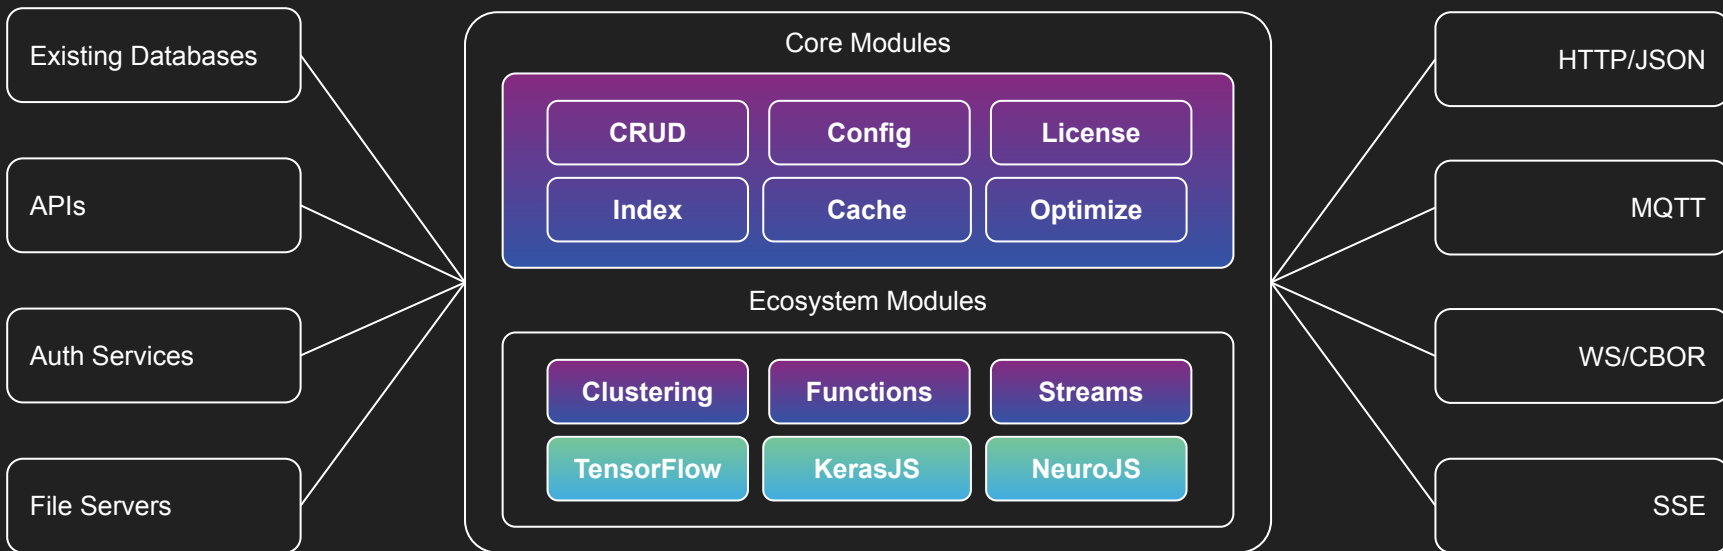 Existing Databases
APIs
Auth Services
File Servers
Core Modules
CRUD
Config
License
Index
Cache
Optimize
Ecosystem Modules
Clustering
Functions
Streams
TensorFlow
KerasJS
NeuroJS
HTTP/JSON
MQTT
WS/CBOR
SSE